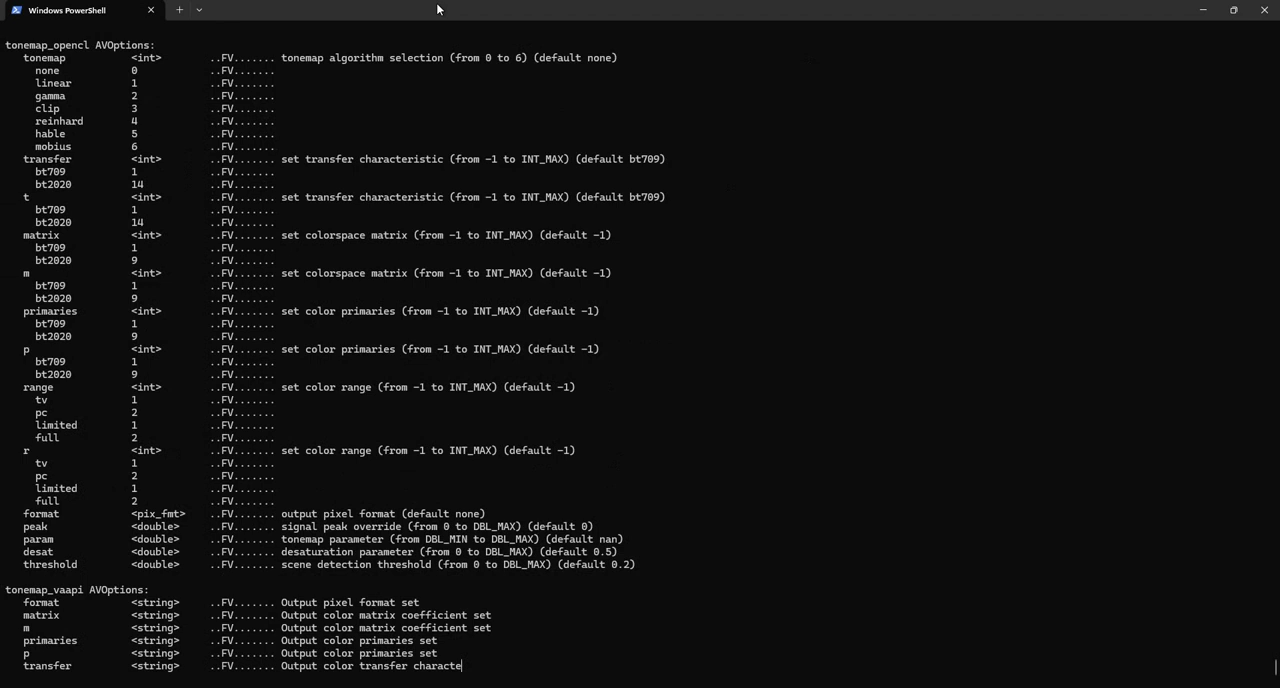 Windows PowerShell
tonemap_opencl AVOptions:
tonemap <int> ..FV....... tonemap algorithm selection (from 0 to 6) (default none)
none 0 ..FV.......
linear 1 ..FV.......
gamma 2 ..FV.......
clip 3 ..FV.......
reinhard 4 ..FV.......
hable 5 ..FV.......
mobius 6 ..FV.......
transfer <int> ..FV....... set transfer characteristic (from -1 to INT_MAX) (default bt709)
bt709 1 ..FV.......
bt2020 14 ..FV.......
t <int> ..FV....... set transfer characteristic (from -1 to INT_MAX) (default bt709)
bt709 1 ..FV.......
bt2020 14 ..FV.......
matrix <int> ..FV....... set colorspace matrix (from -1 to INT_MAX) (default -1)
bt709 1 ..FV.......
bt2020 9 ..FV.......
m <int> ..FV....... set colorspace matrix (from -1 to INT_MAX) (default -1)
bt709 1 ..FV.......
bt2020 9 ..FV.......
primaries <int> ..FV....... set color primaries (from -1 to INT_MAX) (default -1)
bt709 1 ..FV.......
bt2020 9 ..FV.......
p <int> ..FV....... set color primaries (from -1 to INT_MAX) (default -1)
bt709 1 ..FV.......
bt2020 9 ..FV.......
range <int> ..FV....... set color range (from -1 to INT_MAX) (default -1)
tv 1 ..FV.......
pc 2 ..FV.......
limited 1 ..FV.......
full 2 ..FV.......
r <int> ..FV....... set color range (from -1 to INT_MAX) (default -1)
tv 1 ..FV.......
pc 2 ..FV.......
limited 1 ..FV.......
full 2 ..FV.......
format <pix_fmt> ..FV....... output pixel format (default none)
peak <double> ..FV....... signal peak override (from 0 to DBL_MAX) (default 0)
param <double> ..FV....... tonemap parameter (from DBL_MIN to DBL_MAX) (default nan)
desat <double> ..FV....... desaturation parameter (from 0 to DBL_MAX) (default 0.5)
threshold <double> ..FV....... scene detection threshold (from 0 to DBL_MAX) (default 0.2)
tonemap_vaapi AVOptions:
format <string> ..FV....... Output pixel format set
matrix <string> ..FV....... Output color matrix coefficient set
m <string> ..FV....... Output color matrix coefficient set
primaries <string> ..FV....... Output color primaries set
p <string> ..FV....... Output color primaries set
transfer <string> ..FV....... Output color transfer characte